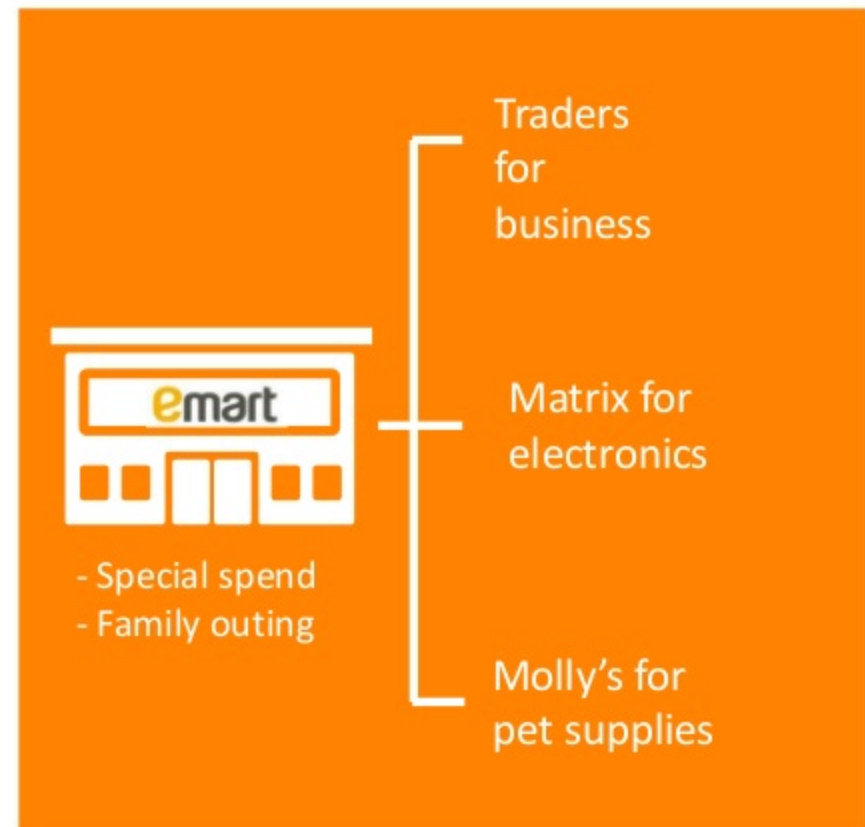 Traders
for
business
emart
Matrix for
electronics
- Special spend
- Family outing
Molly's for
pet supplies